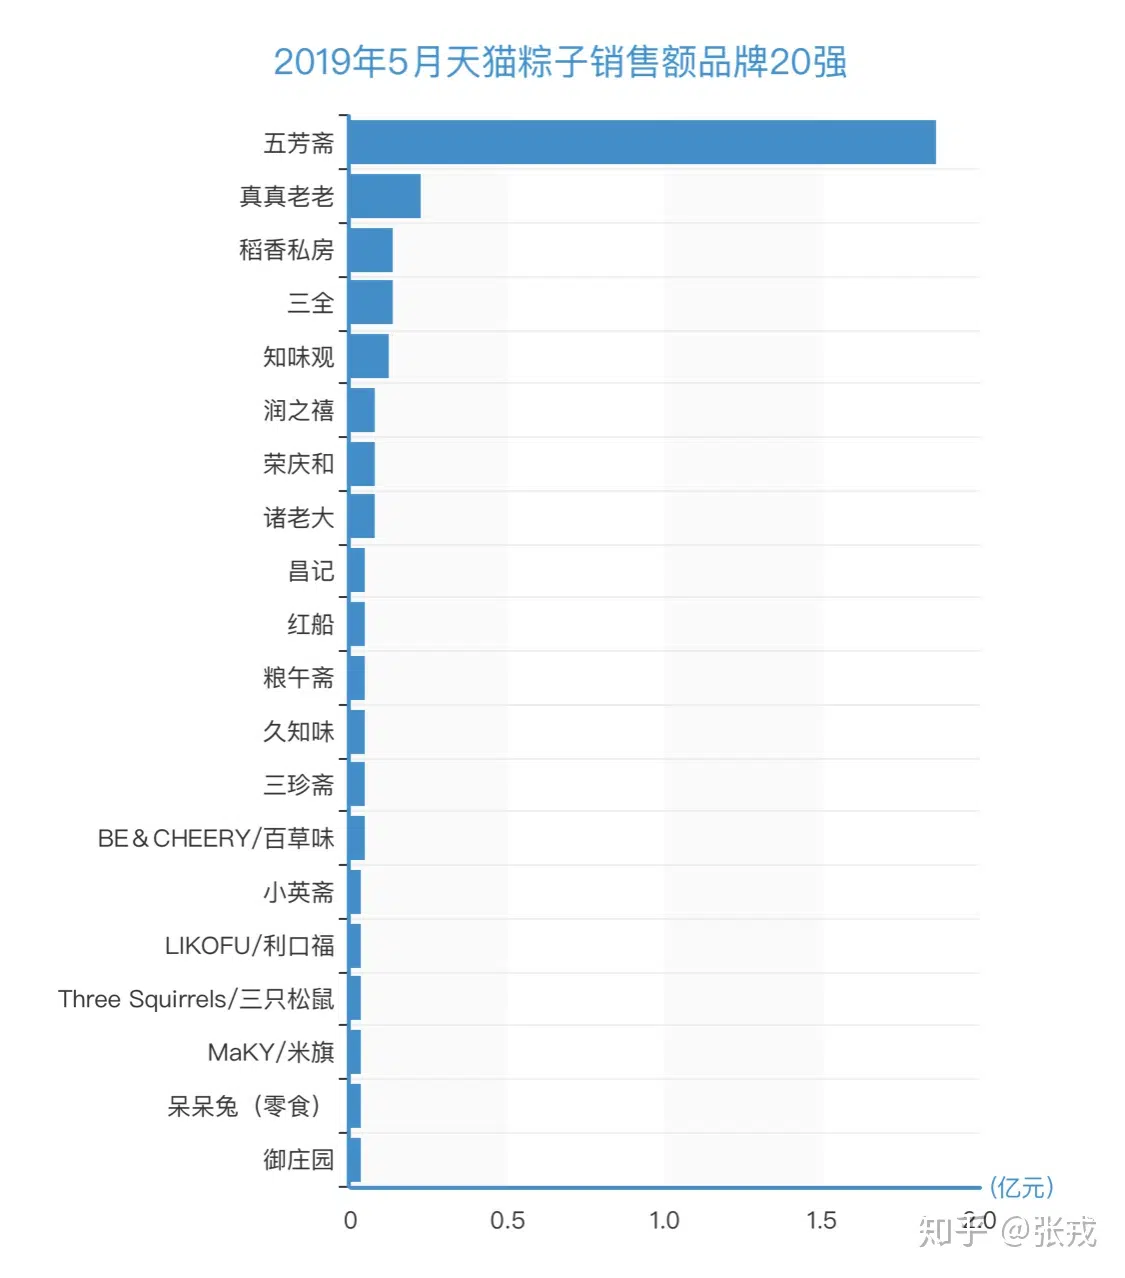 2019年5月天猫粽子销售额品牌20强
五芳斋
真真老老
稻香私房
三全
知味观
润之禧
荣庆和
诸老大
昌记
红船
粮午斋
久知味
三珍斋
BE&CHEERY/百草味
小英斋
LIKOFU/利口福
Three Squirrels/三只松鼠
MaKY/米旗
呆呆兔（零食）
御庄园
(亿元)
0 0.5 1.0 1.5 2.0
知乎 @张戎